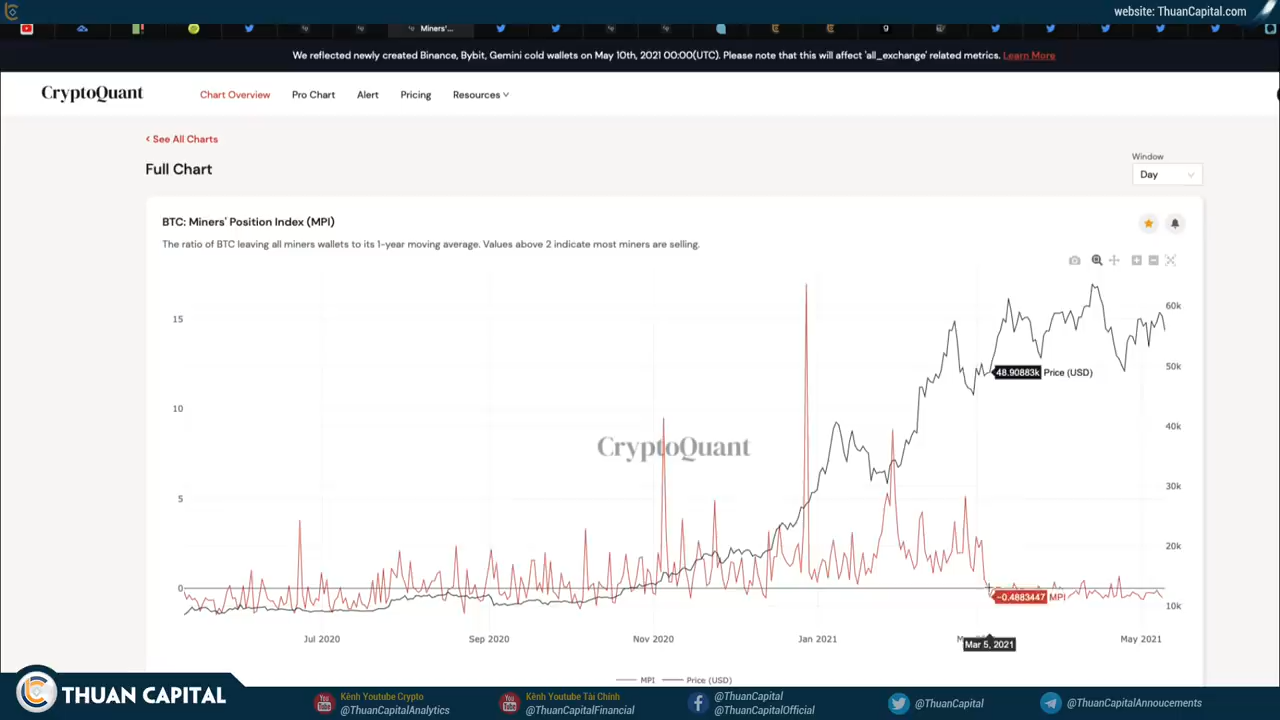 website: ThuanCapital.com
Miners'...
We reflected newly created Binance, Bybit, Gemini cold wallets on May 10th, 2021 00:00(UTC). Please note that this will affect 'all_exchange' related metrics. Learn More
CryptoQuant
Chart Overview
Pro Chart
Alert
Pricing
Resources
< See All Charts
Full Chart
Window
Day
BTC: Miners' Position Index (MPI)
The ratio of BTC leaving all miners wallets to its 1-year moving average. Values above 2 indicate most miners are selling.
15
10
5
0
60k
50k
40k
30k
20k
10k
CryptoQuant
48.90883k Price (USD)
−0.4883447 MPI
Jul 2020
Sep 2020
Nov 2020
Jan 2021
Mar 5, 2021
May 2021
MPI
Price (USD)
THUAN CAPITAL
Kênh Youtube Crypto
@ThuanCapitalAnalytics
Kênh Youtube Tài Chính
@ThuanCapitalFinancial
@ThuanCapital
@ThuanCapitalOfficial
@ThuanCapital
@ThuanCapitalAnnoucements